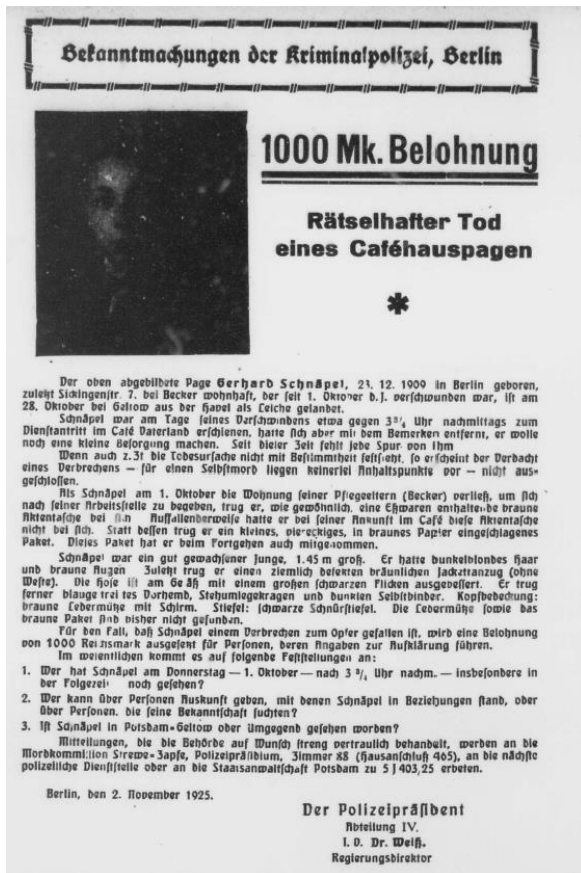 Bekanntmachungen der Kriminalpolizei, Berlin
1000 Mk. Belohnung
Rätselhafter Tod
eines Caféhauspagen
*
Der oben abgebildete Page Gerhard Schnäpel, 23. 12. 1909 in Berlin geboren,
zuletzt Sickingenstr. 7. bei Becker wohnhaft, der seit 1. Oktober d. J. verschwunden war, ist am
28. Oktober bei Geltow aus der Havel als Leiche gelandet.
Schnäpel war am Tage seines Verschwindens etwa gegen 3¾ Uhr nachmittags zum
Dienstantritt im Café Vaterland erschienen, hatte sich aber mit dem Bemerken entfernt, er wolle
noch eine kleine Besorgung machen. Seit dieser Zeit fehlt jede Spur von ihm
Wenn auch z. Zt die Todesursache nicht mit Bestimmtheit feststeht, so erscheint der Verdacht
eines Verbrechens — für einen Selbstmord liegen keinerlei Anhaltspunkte vor — nicht aus-
geschlossen.
Als Schnäpel am 1. Oktober die Wohnung seiner Pflegeeltern (Becker) verließ, um sich
nach seiner Arbeitsstelle zu begeben, trug er, wie gewöhnlich, eine Eßwaren enthaltende braune
Aktentasche bei sich Auffallenderweise hatte er bei seiner Ankunft im Café diese Aktentasche
nicht bei sich. Statt dessen trug er ein kleines, viereckiges, in braunes Papier eingeschlagenes
Paket. Dieses Paket hat er beim Fortgehen auch mitgenommen.
Schnäpel war ein gut gewachsener Junge, 1.45 m groß. Er hatte dunkelblondes Haar
und braune Augen Zuletzt trug er einen ziemlich defekten bräunlichen Jackettanzug (ohne
Weste). Die Hose ist am Gesäß mit einem großen schwarzen Flicken ausgebessert. Er trug
ferner blaugestreiftes Vorhemd, Stehumlegekragen und dunklen Selbstbinder. Kopfbedeckung:
braune Ledermütze mit Schirm. Stiefel: schwarze Schnürstiefel. Die Ledermütze sowie das
braune Paket sind bisher nicht gefunden.
Für den Fall, daß Schnäpel einem Verbrechen zum Opfer gefallen ist, wird eine Belohnung
von 1000 Reichsmark ausgesetzt für Personen, deren Angaben zur Aufklärung führen.
Im wesentlichen kommt es auf folgende Feststellungen an:
1. Wer hat Schnäpel am Donnerstag — 1. Oktober — nach 3¾ Uhr nachm. — insbesondere in
der Folgezeit noch gesehen?
2. Wer kann über Personen Auskunft geben, mit denen Schnäpel in Beziehungen stand, oder
über Personen, die seine Bekanntschaft suchten?
3. Ist Schnäpel in Potsdam-Geltow oder Umgegend gesehen worden?
Mitteilungen, die die Behörde auf Wunsch streng vertraulich behandelt, werden an die
Mordkommission Strewe-Zapfe, Polizeipräsidium, Zimmer 88 (Hausanschluß 465), an die nächste
polizeiliche Dienststelle oder an die Staatsanwaltschaft Potsdam zu 5 J 403,25 erbeten.
Berlin, den 2. November 1925.
Der Polizeipräsident
Abteilung IV.
I. V. Dr. Weiß.
Regierungsdirektor